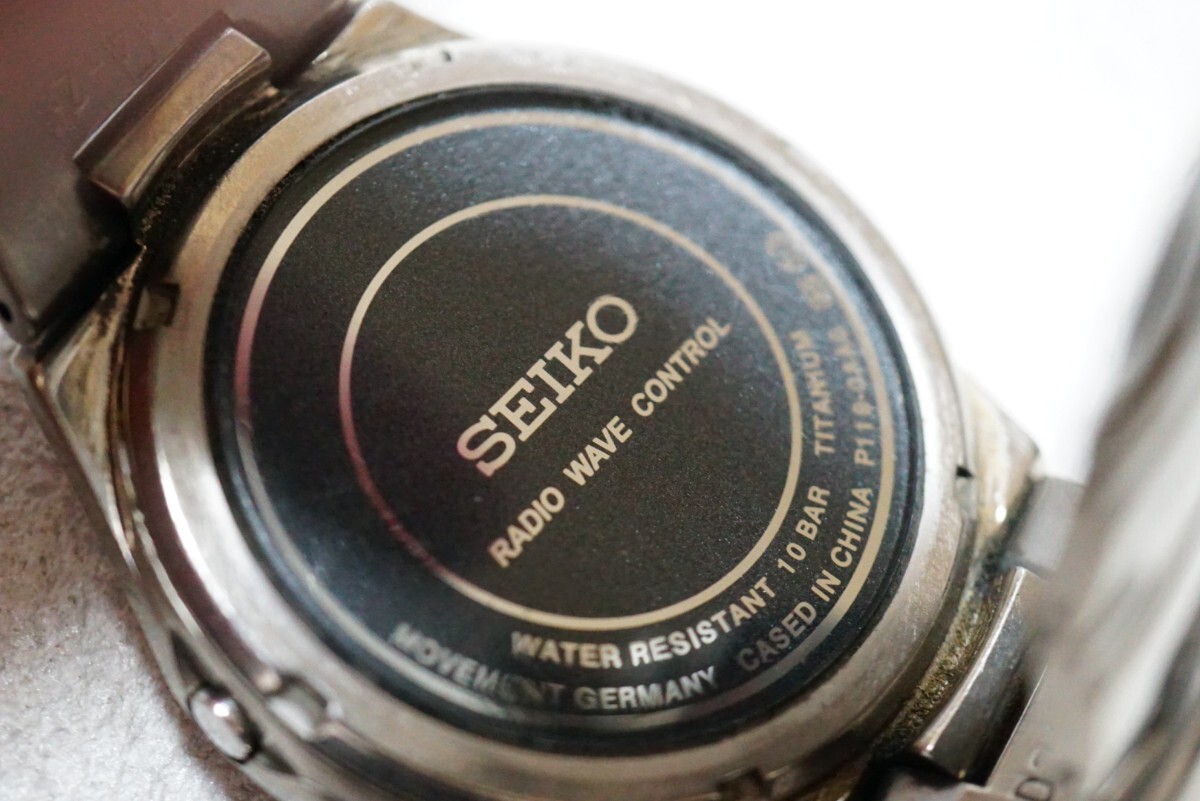 SEIKO
RADIO WAVE CONTROL
WATER RESISTANT 10 BAR TITANIUM
MOVEMENT GERMANY CASED IN CHINA